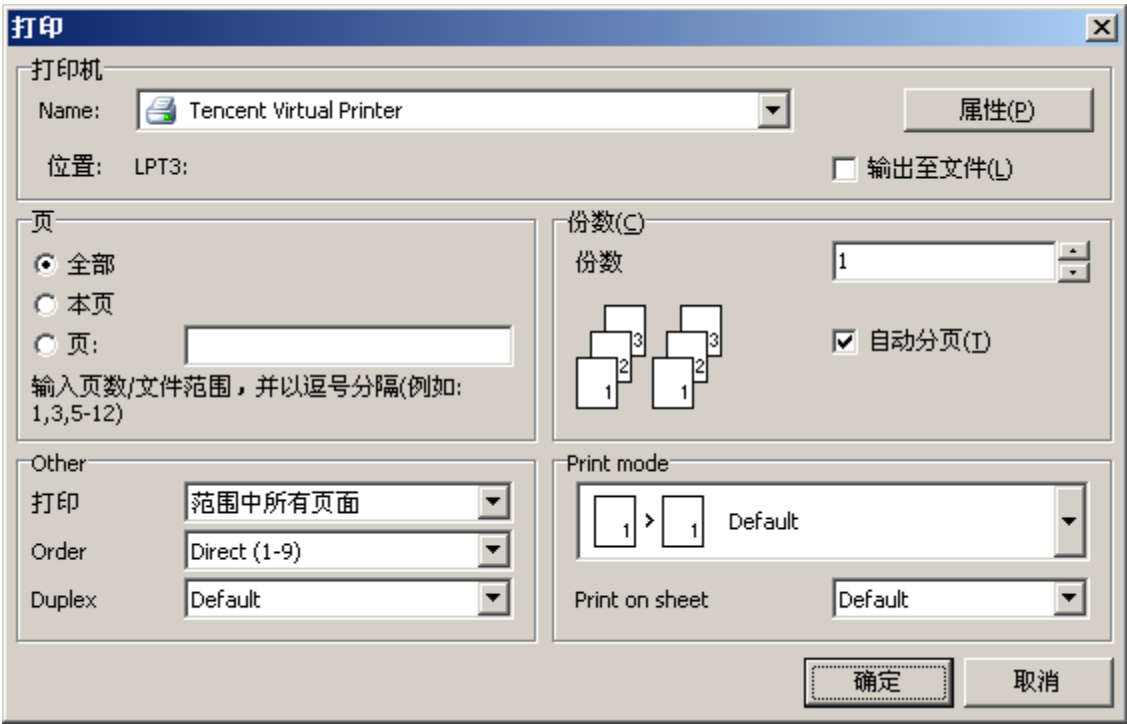 打印
打印机
Name: Tencent Virtual Printer 属性(P)
位置: LPT3: 输出至文件(L)
页
全部
本页
页:
输入页数/文件范围，并以逗号分隔(例如:
1,3,5-12)
份数(C)
份数 1
1 2 3 1 2 3
自动分页(T)
Other
打印 范围中所有页面
Order Direct (1-9)
Duplex Default
Print mode
1 > 1 Default
Print on sheet Default
确定 取消